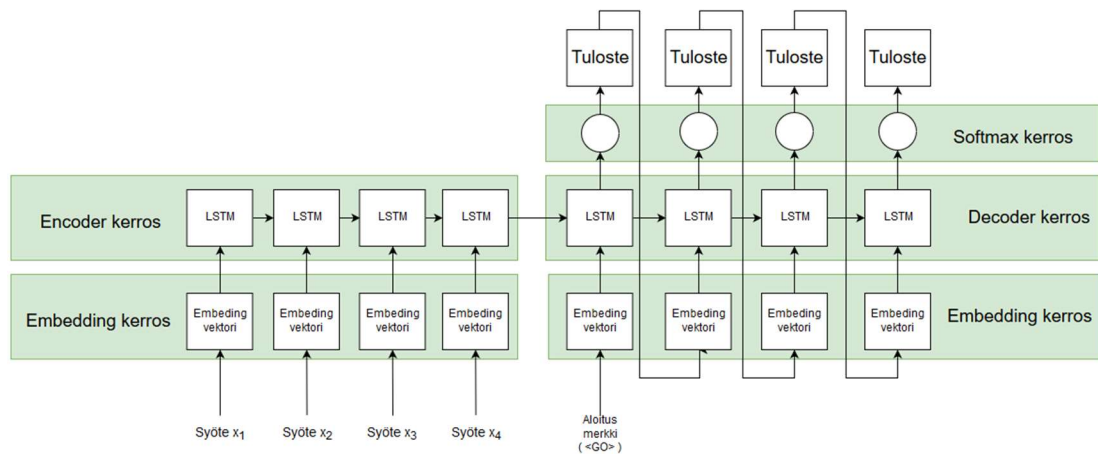 Tuloste Tuloste Tuloste Tuloste
Softmax kerros
Encoder kerros LSTM LSTM LSTM LSTM LSTM LSTM LSTM LSTM Decoder kerros
Embedding kerros
Embeding
vektori
Embeding
vektori
Embeding
vektori
Embeding
vektori
Embeding
vektori
Embeding
vektori
Embeding
vektori
Embeding
vektori
Embedding kerros
Syöte x1 Syöte x2 Syöte x3 Syöte x4
Aloitus
merkki
( <GO> )